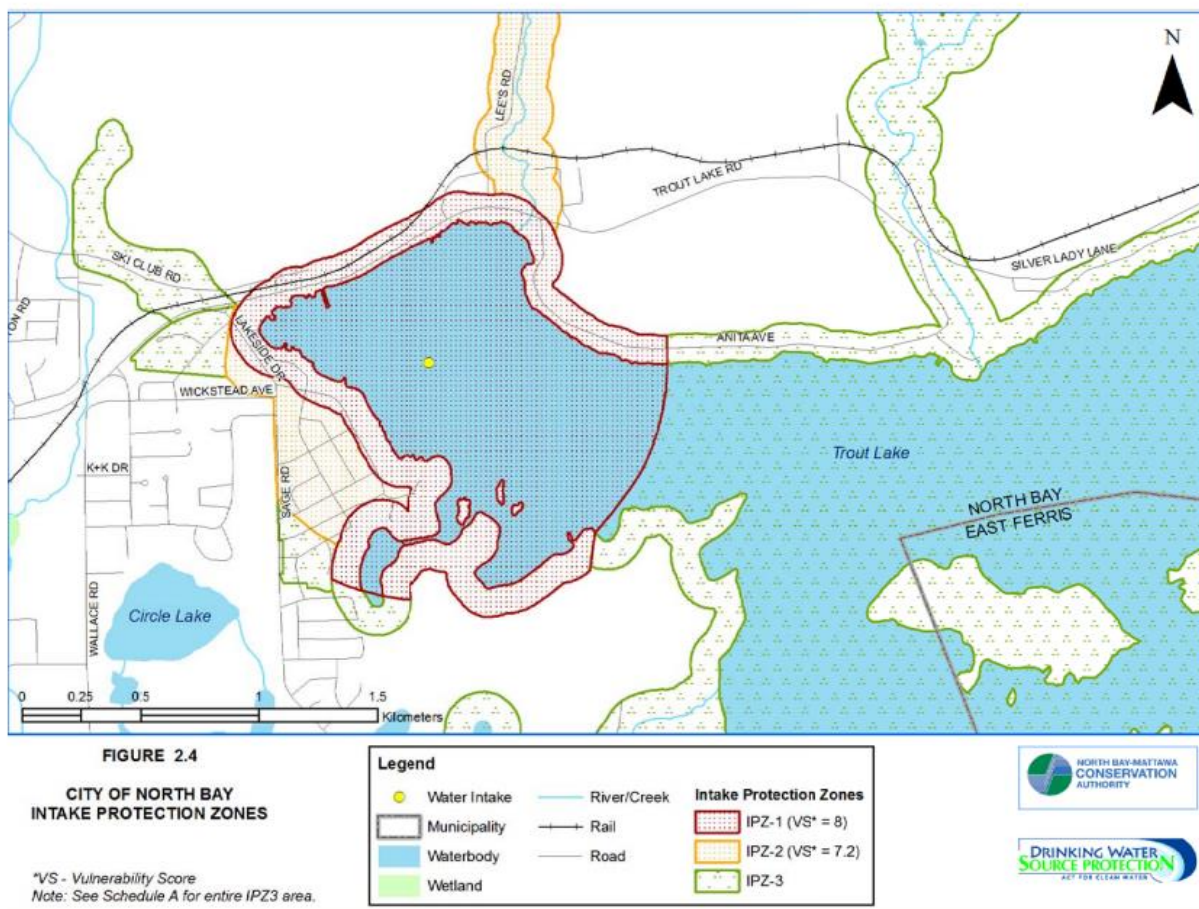 N
LEE'S RD
TROUT LAKE RD
SKI CLUB RD
SILVER LADY LANE
TON RD
LAKESIDE DR
ANITA AVE
WICKSTEAD AVE
Trout Lake
K+K DR
SAGE RD
NORTH BAY
EAST FERRIS
Circle Lake
WALLACE RD
0 0.25 0.5 1 1.5
Kilometers
FIGURE 2.4
CITY OF NORTH BAY
INTAKE PROTECTION ZONES
*VS - Vulnerability Score
Note: See Schedule A for entire IPZ3 area.
Legend
Water Intake
Municipality
Waterbody
Wetland
River/Creek
Rail
Road
Intake Protection Zones
IPZ-1 (VS* = 8)
IPZ-2 (VS* = 7.2)
IPZ-3
NORTH BAY-MATTAWA
CONSERVATION
AUTHORITY
DRINKING WATER
SOURCE PROTECTION
ACT FOR CLEAN WATER